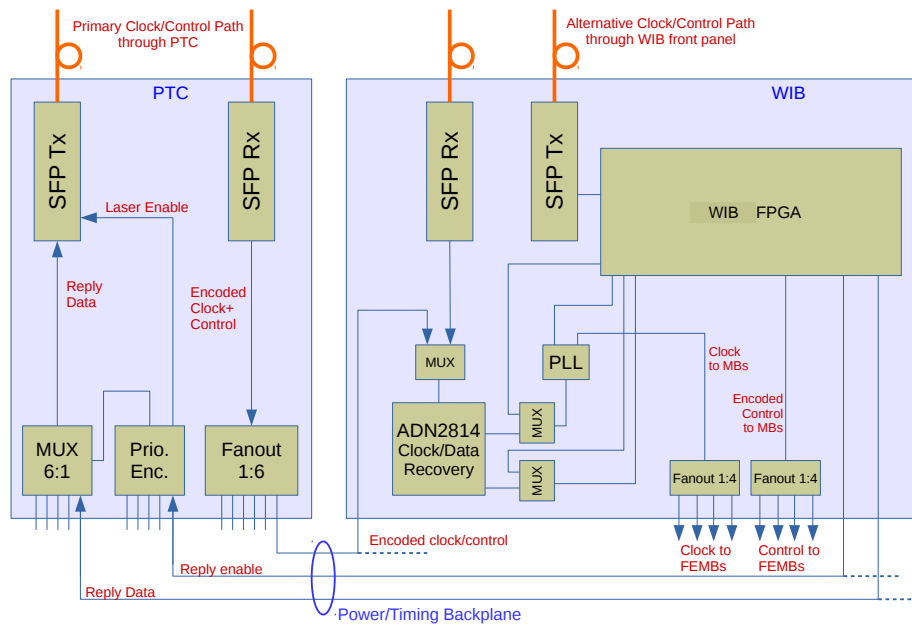 Primary Clock/Control Path
through PTC
Alternative Clock/Control Path
through WIB front panel
PTC
WIB
SFP Tx
SFP Rx
SFP Rx
SFP Tx
WIB FPGA
Laser Enable
Reply
Data
Encoded
Clock+
Control
MUX
PLL
Clock
to MBs
Encoded
Control
to MBs
MUX
6:1
Prio.
Enc.
Fanout
1:6
ADN2814
Clock/Data
Recovery
MUX
MUX
Fanout 1:4
Fanout 1:4
Encoded clock/control
Clock to
FEMBs
Control to
FEMBs
Reply enable
Reply Data
Power/Timing Backplane